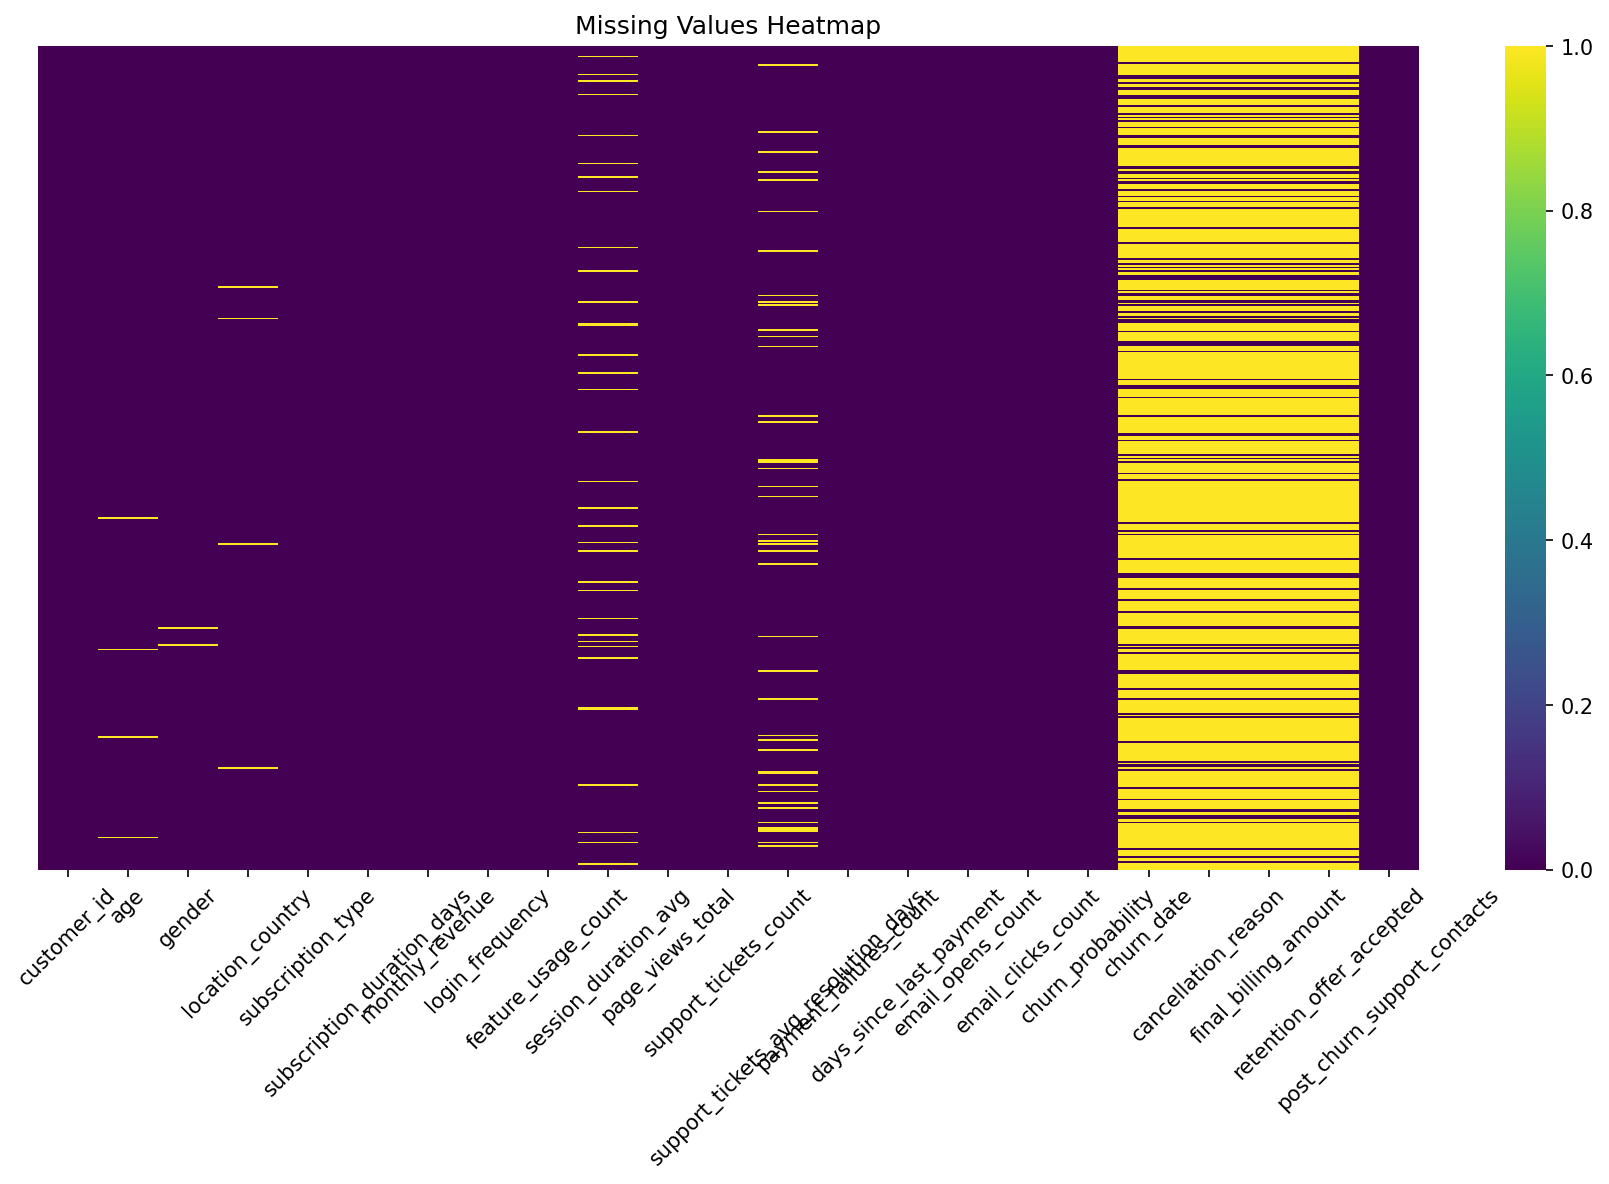 Missing Values Heatmap
1.0
0.8
0.6
0.4
0.2
0.0
customer_id
age
gender
location_country
subscription_type
subscription_duration_days
monthly_revenue
login_frequency
feature_usage_count
session_duration_avg
page_views_total
support_tickets_count
support_tickets_avg_resolution_days
payment_failures_count
days_since_last_payment
email_opens_count
email_clicks_count
churn_probability
churn_date
cancellation_reason
final_billing_amount
retention_offer_accepted
post_churn_support_contacts